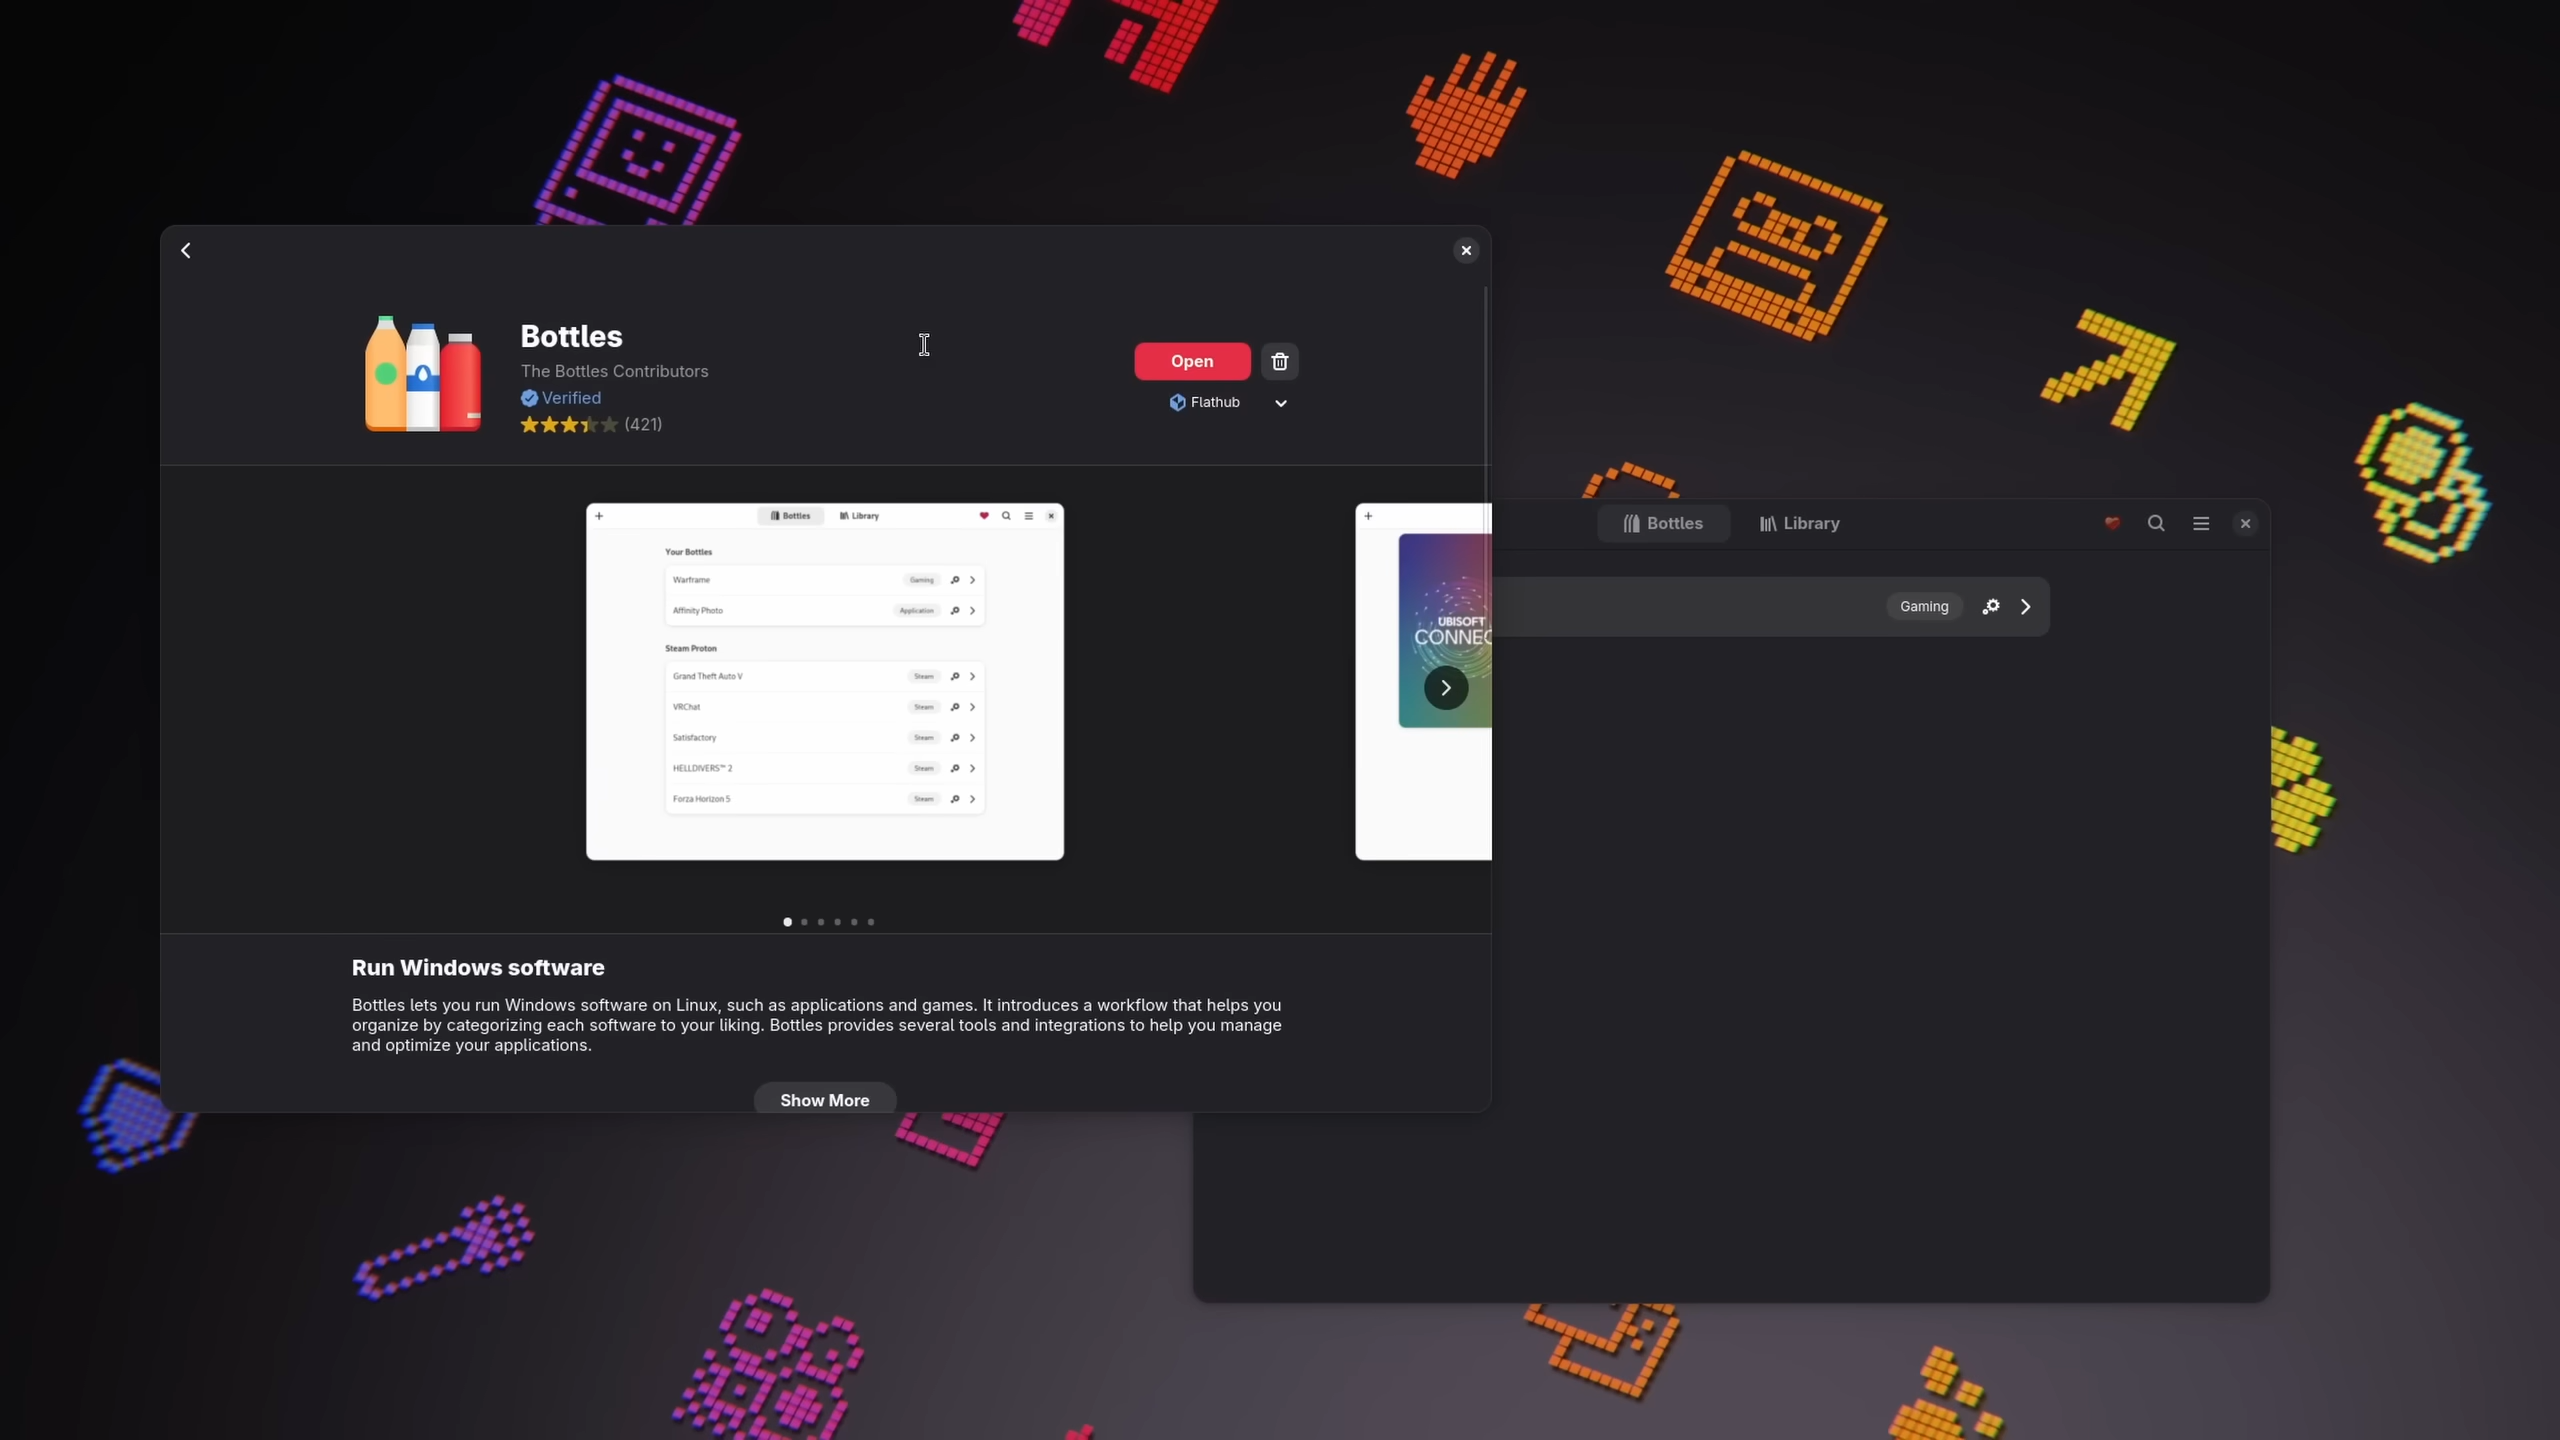 Bottles
The Bottles Contributors
Verified
(421)
Open
Flathub
Bottles
Library
Your Bottles
Warframe
Gaming
Affinity Photo
Application
Steam Proton
Grand Theft Auto V
Steam
VRChat
Steam
Satisfactory
Steam
HELLDIVERS™ 2
Steam
Forza Horizon 5
Steam
UBISOFT
CONNEC
Run Windows software
Bottles lets you run Windows software on Linux, such as applications and games. It introduces a workflow that helps you
organize by categorizing each software to your liking. Bottles provides several tools and integrations to help you manage
and optimize your applications.
Show More
Bottles
Library
Gaming